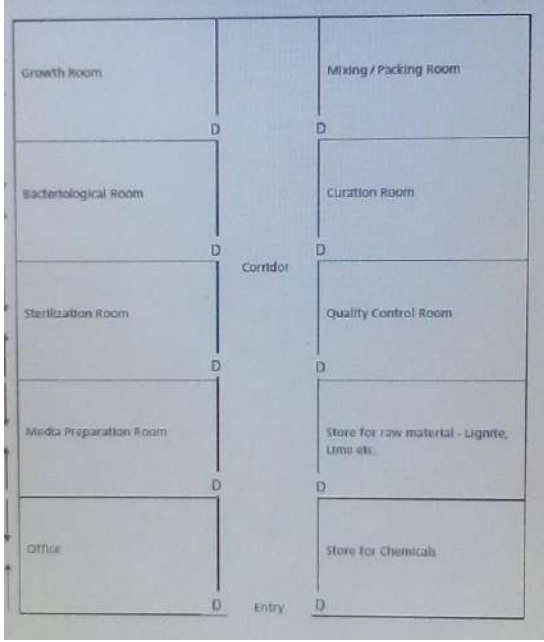 Growth Room
Mixing / Packing Room
D
D
Bacteriological Room
Curation Room
D
D
Corridor
Sterilization Room
Quality Control Room
D
D
Media Preparation Room
Store for raw material - Lignite,
Lime etc.
D
D
Office
Store for Chemicals
D
Entry
D